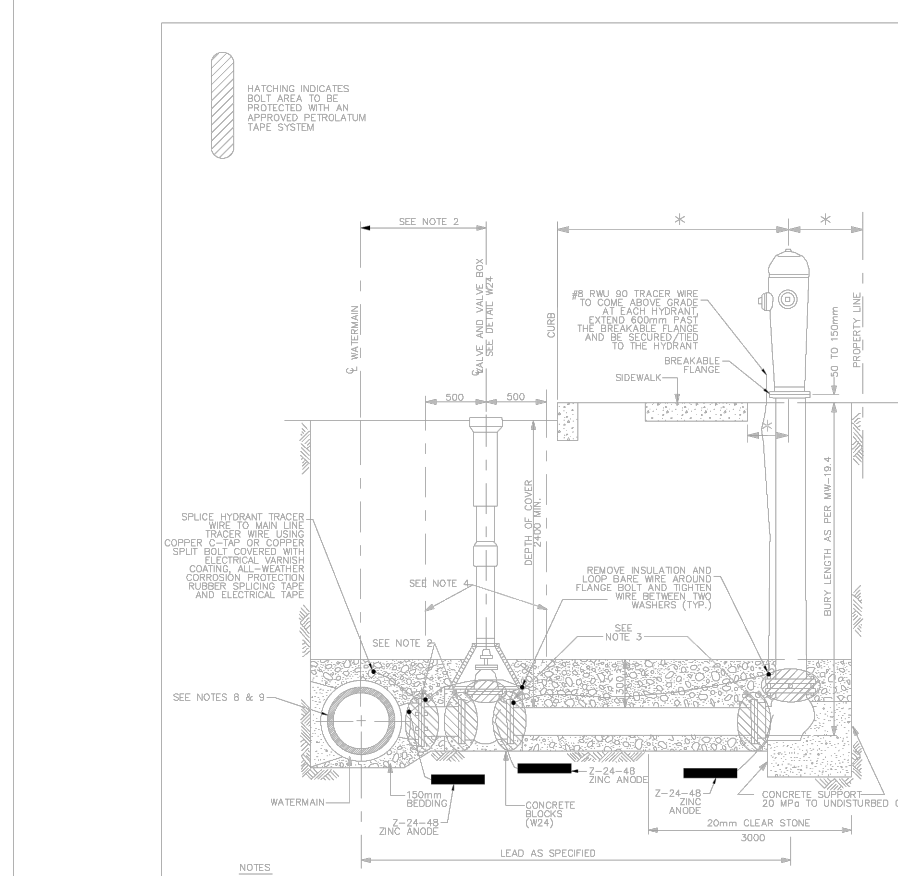 HATCHING INDICATES
BOLT AREA TO BE
PROTECTED WITH AN
APPROVED PETROLATUM
TAPE SYSTEM
SEE NOTE 2
℄ WATERMAIN
℄ VALVE AND VALVE BOX
SEE DETAIL W24
CURB
#8 RWU 90 TRACER WIRE
TO COME ABOVE GRADE
AT EACH HYDRANT,
EXTEND 600mm PAST
THE BREAKABLE FLANGE
AND BE SECURED/TIED
TO THE HYDRANT
BREAKABLE
FLANGE
SIDEWALK
50 TO 150mm
PROPERTY LINE
500
500
DEPTH OF COVER
2400 MIN.
BURY LENGTH AS PER MW-19.4
SPLICE HYDRANT TRACER
WIRE TO MAIN LINE
TRACER WIRE USING
COPPER C-TAP OR COPPER
SPLIT BOLT COVERED WITH
ELECTRICAL VARNISH
COATING, ALL-WEATHER
CORROSION PROTECTION
RUBBER SPLICING TAPE
AND ELECTRICAL TAPE
SEE NOTE 4
REMOVE INSULATION AND
LOOP BARE WIRE AROUND
FLANGE BOLT AND TIGHTEN
WIRE BETWEEN TWO
WASHERS (TYP.)
SEE
NOTE 3
SEE NOTE 2
SEE NOTES 8 & 9
WATERMAIN
150mm
BEDDING
Z-24-48
ZINC ANODE
Z-24-48
ZINC ANODE
CONCRETE
BLOCKS
(W24)
Z-24-48
ZINC
ANODE
CONCRETE SUPPORT
20 MPa TO UNDISTURBED
20mm CLEAR STONE
3000
LEAD AS SPECIFIED
NOTES